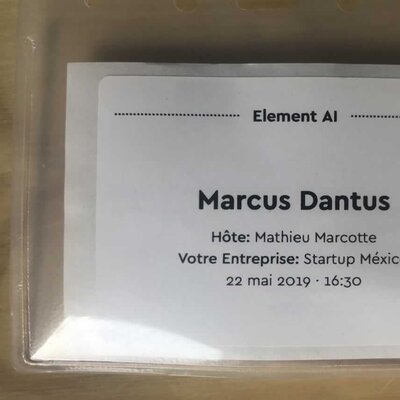 Element AI
Marcus Dantus
Hôte: Mathieu Marcotte
Votre Entreprise: Startup Méxic
22 mai 2019 · 16:30